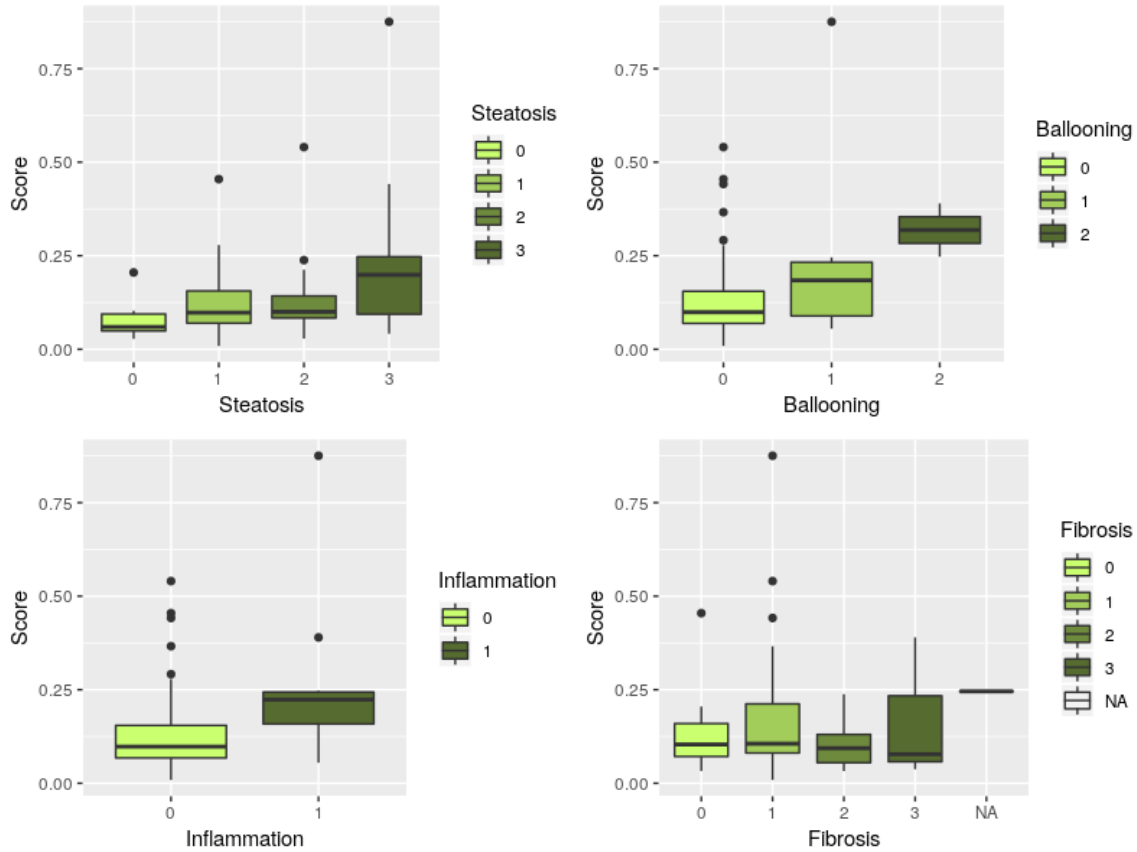 Score
0.75
0.50
0.25
0.00
0 1 2 3
Steatosis
Steatosis
0
1
2
3
Score
0.75
0.50
0.25
0.00
0 1 2
Ballooning
Ballooning
0
1
2
Score
0.75
0.50
0.25
0.00
0 1
Inflammation
Inflammation
0
1
Score
0.75
0.50
0.25
0.00
0 1 2 3 NA
Fibrosis
Fibrosis
0
1
2
3
NA